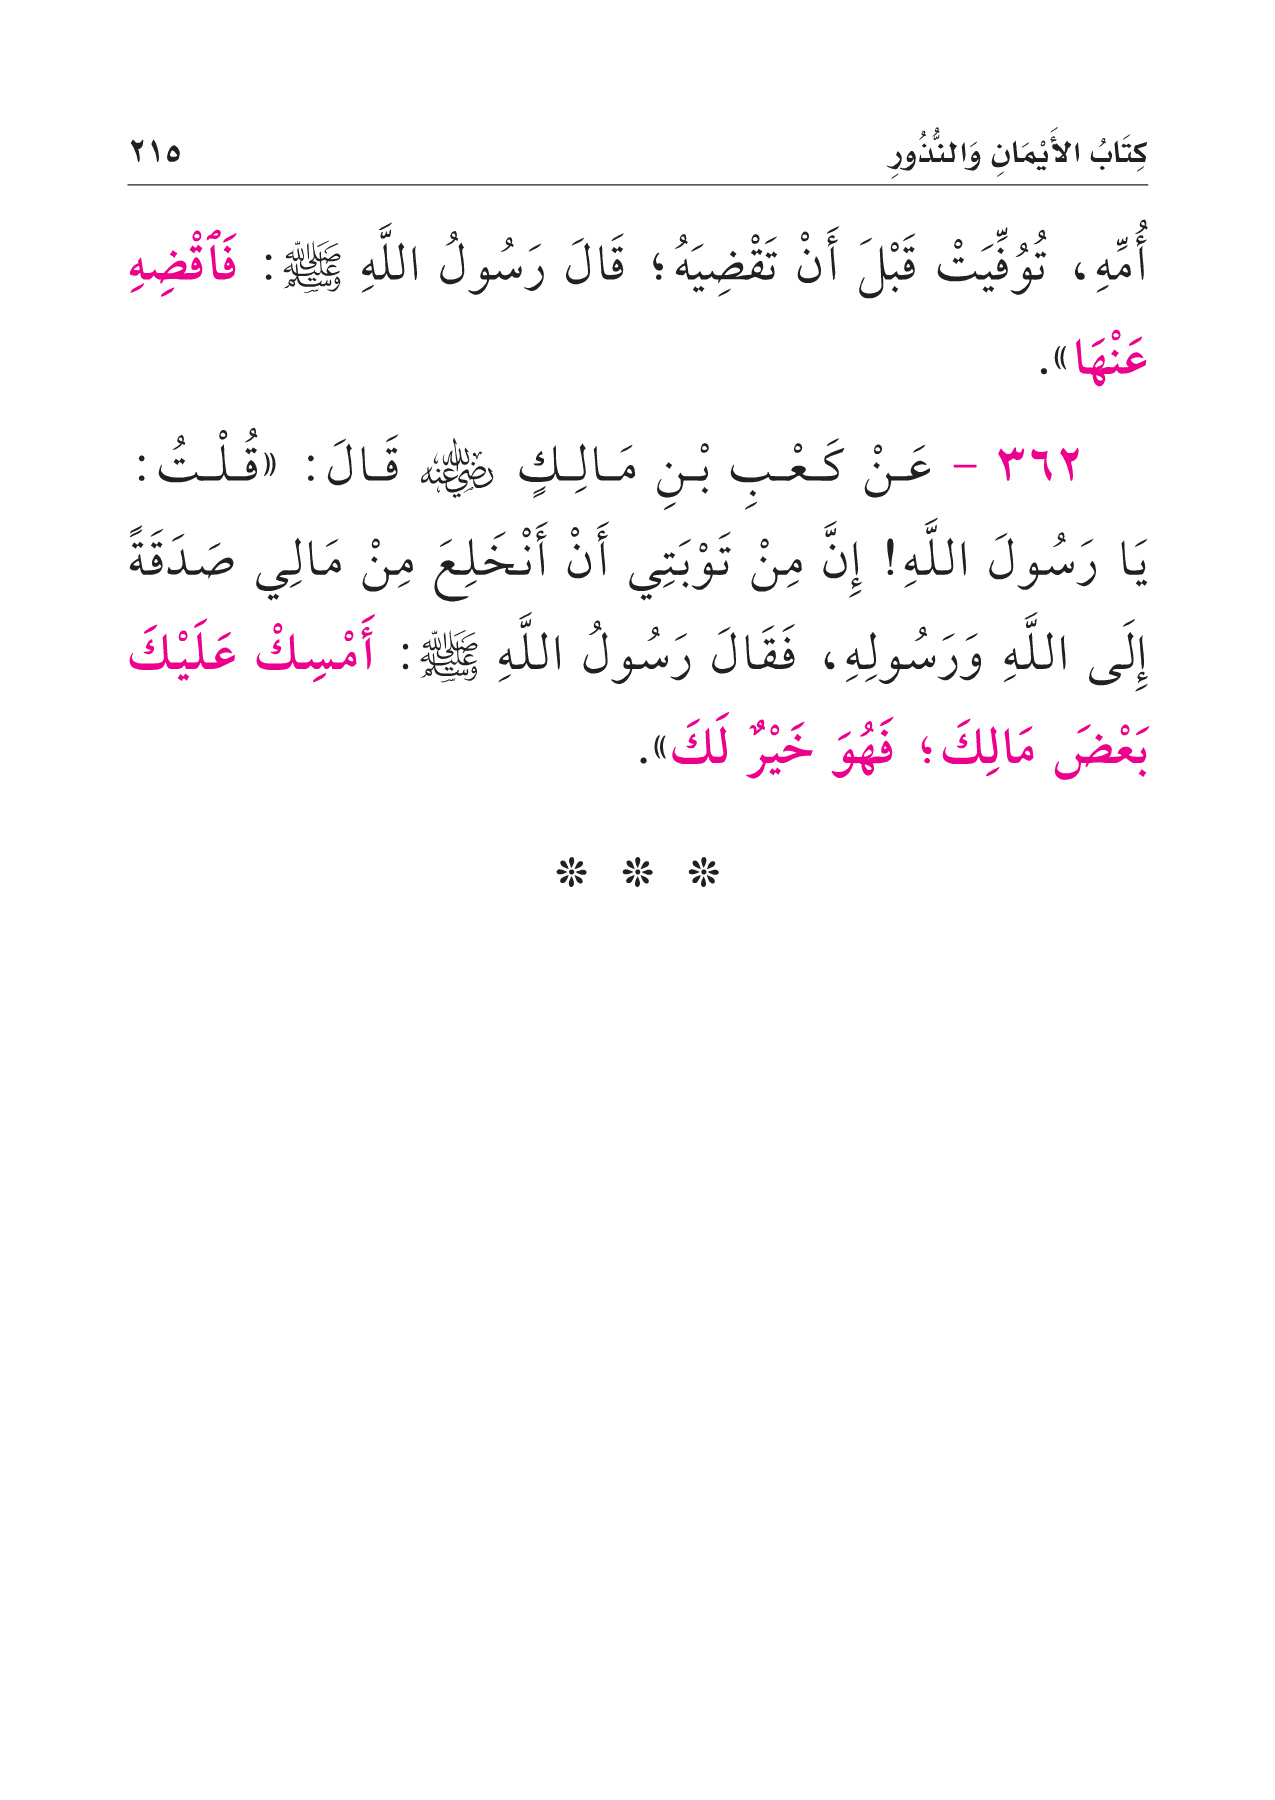 كِتَابُ الأَيْمَانِ وَالنُّذُورِ ٢١٥
أُمِّهِ، تُوُفِّيَتْ قَبْلَ أَنْ تَقْضِيَهُ؛ قَالَ رَسُولُ اللَّهِ ﷺ: فَٱقْضِهِ
عَنْهَا».
٣٦٢ - عَنْ كَعْبِ بْنِ مَالِكٍ رضي الله عنه قَالَ: «قُلْتُ:
يَا رَسُولَ اللَّهِ! إِنَّ مِنْ تَوْبَتِي أَنْ أَنْخَلِعَ مِنْ مَالِي صَدَقَةً
إِلَى اللَّهِ وَرَسُولِهِ، فَقَالَ رَسُولُ اللَّهِ ﷺ: أَمْسِكْ عَلَيْكَ
بَعْضَ مَالِكَ؛ فَهُوَ خَيْرٌ لَكَ».